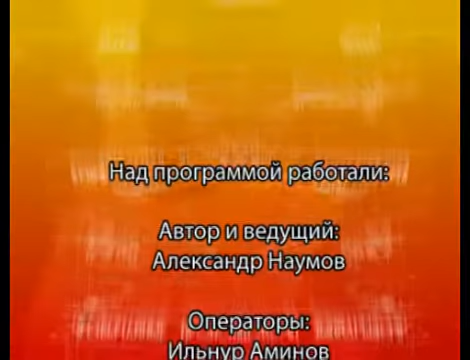 Над программой работали:
Автор и ведущий:
Александр Наумов
Операторы:
Ильнур Аминов